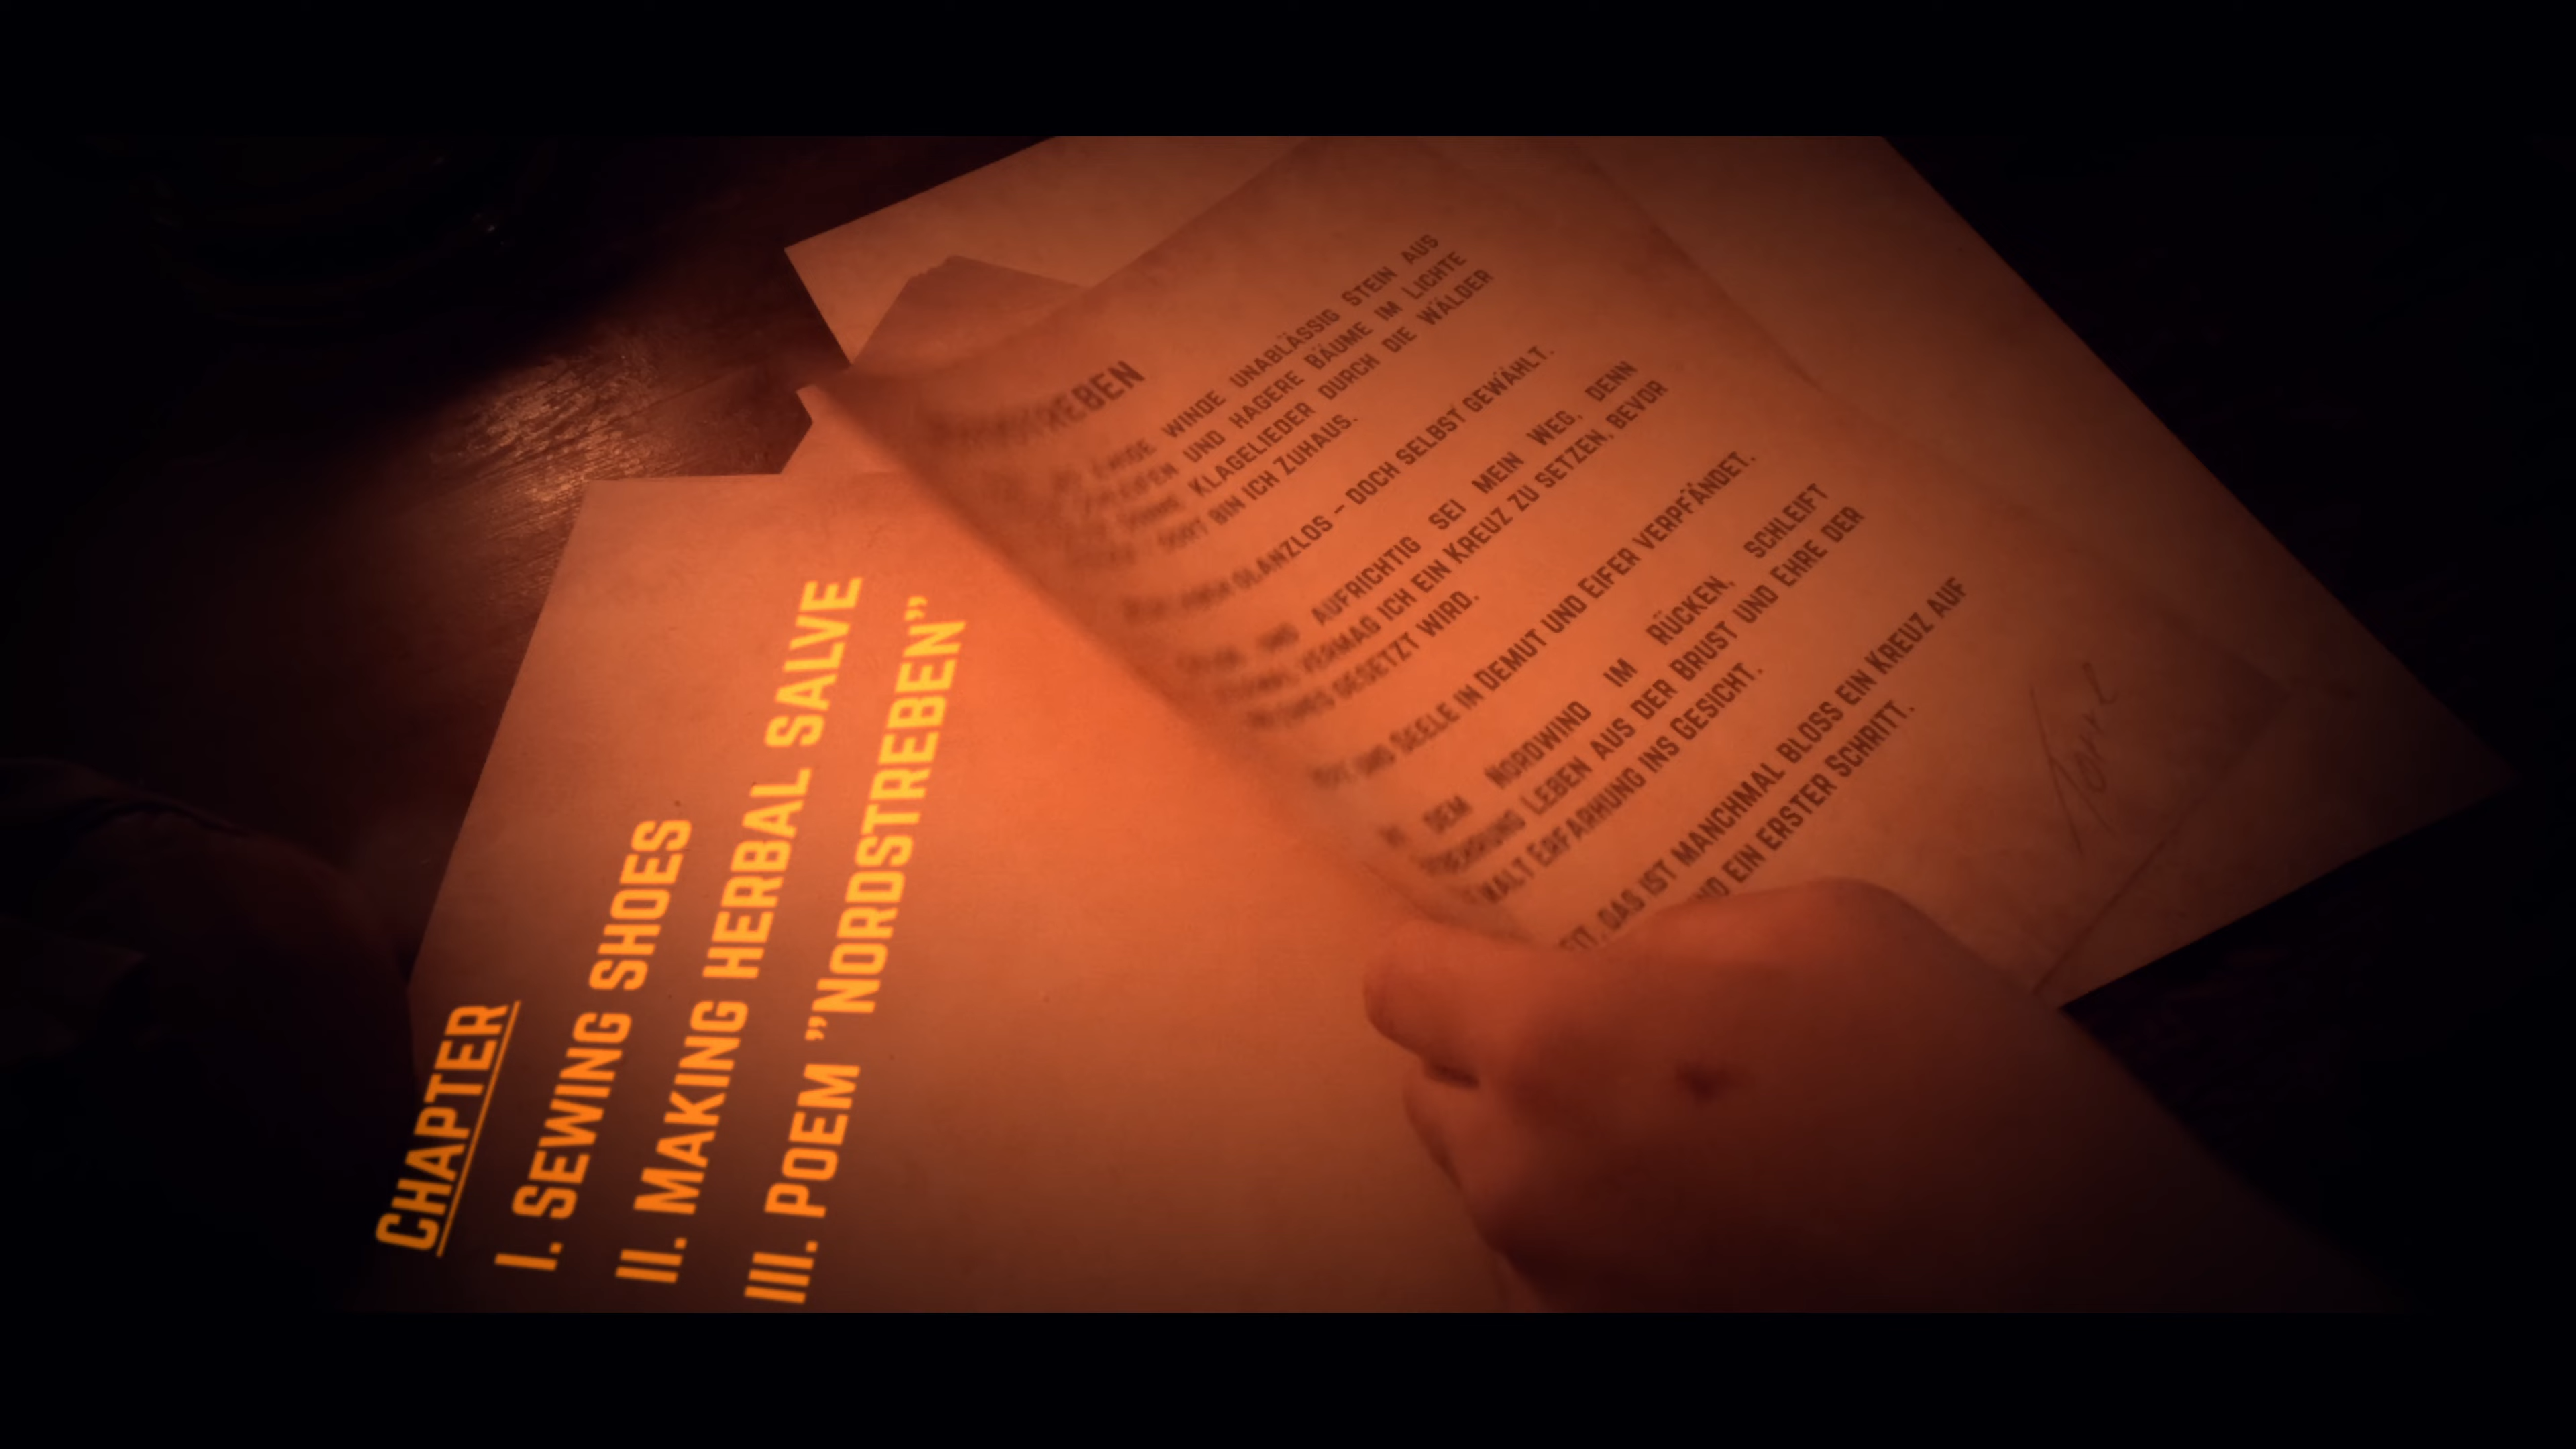 CHAPTER
I. SEWING SHOES
II. MAKING HERBAL SALVE
III. POEM "NORDSTREBEN"
WINDE UNABLÄSSIG STEIN AUS
UND HAGERE BÄUME IM LICHTE
KLAGELIEDER DURCH DIE WÄLDER
DORT BIN ICH ZUHAUS.
GLANZLOS – DOCH SELBST GEWÄHLT.
UND AUFRICHTIG SEI MEIN WEG, DENN
VERMAG ICH EIN KREUZ ZU SETZEN, BEVOR
GESETZT WIRD.
UND SEELE IN DEMUT UND EIFER VERPFÄNDET.
DEM NORDWIND IM RÜCKEN, SCHLEIFT
LEBEN AUS DER BRUST UND EHRE DER
ERFARHUNG INS GESICHT.
DAS IST MANCHMAL BLOSS EIN KREUZ AUF
EIN ERSTER SCHRITT.